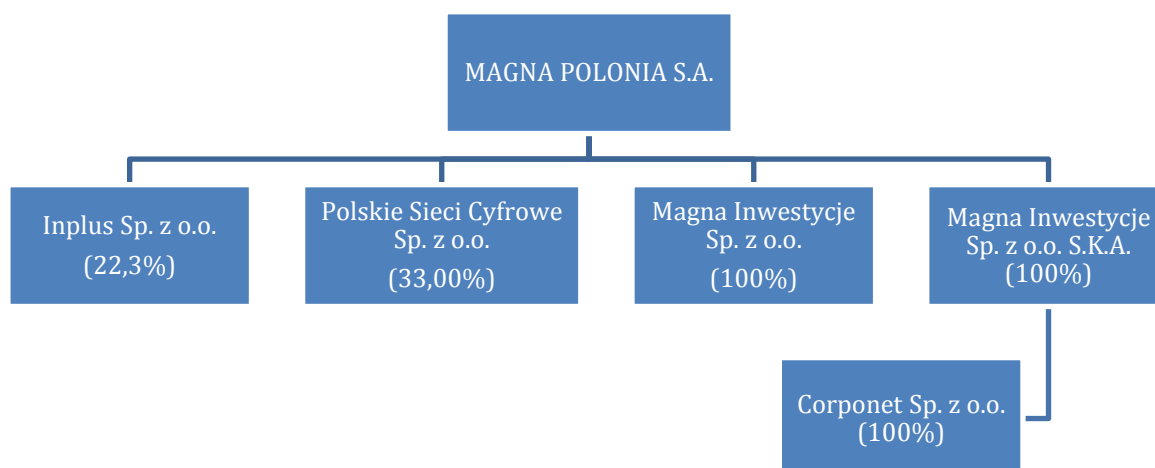 MAGNA POLONIA S.A.
Inplus Sp. z o.o.
(22,3%)
Polskie Sieci Cyfrowe
Sp. z o.o.
(33,00%)
Magna Inwestycje
Sp. z o.o.
(100%)
Magna Inwestycje
Sp. z o.o. S.K.A.
(100%)
Corponet Sp. z o.o.
(100%)